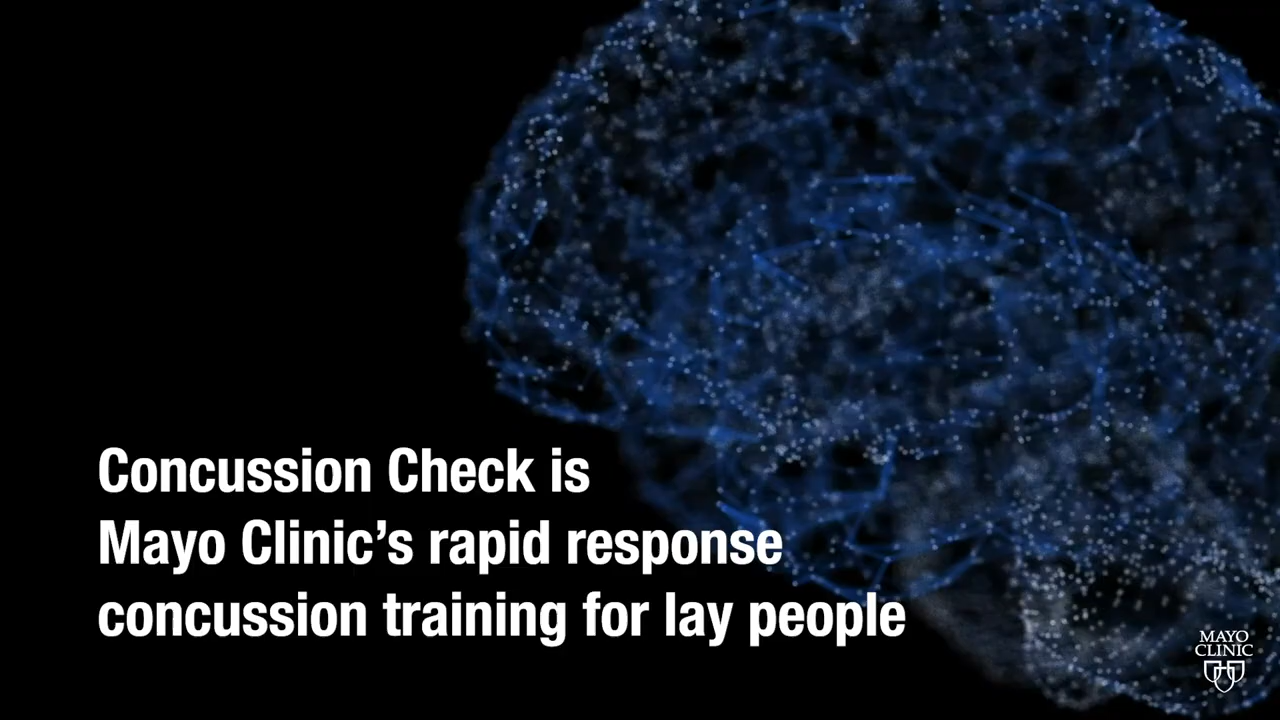 Concussion Check is
Mayo Clinic’s rapid response
concussion training for lay people
MAYO
CLINIC